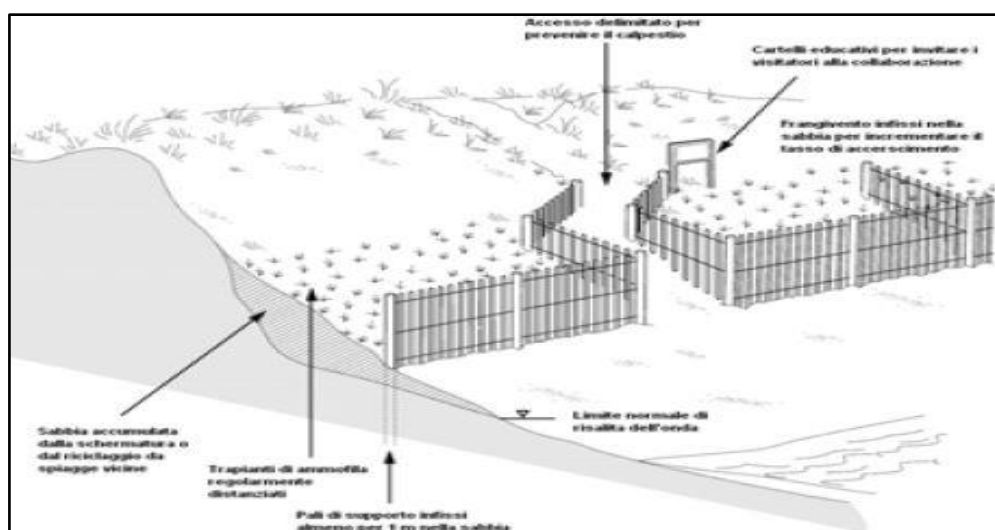 Accesso delimitato per
prevenire il calpestio
Cartelli educativi per invitare i
visitatori alla collaborazione
Frangivento infissi nella
sabbia per incrementare il
tasso di accerscimento
Limite normale di
risalita dell'onda
Sabbia accumulata
dalla schermatura o
dal riciclaggio da
spiagge vicine
Trapianti di ammofila
regolarmente
distanziati
Pali di supporto infissi
almeno per 1 m nella sabbia